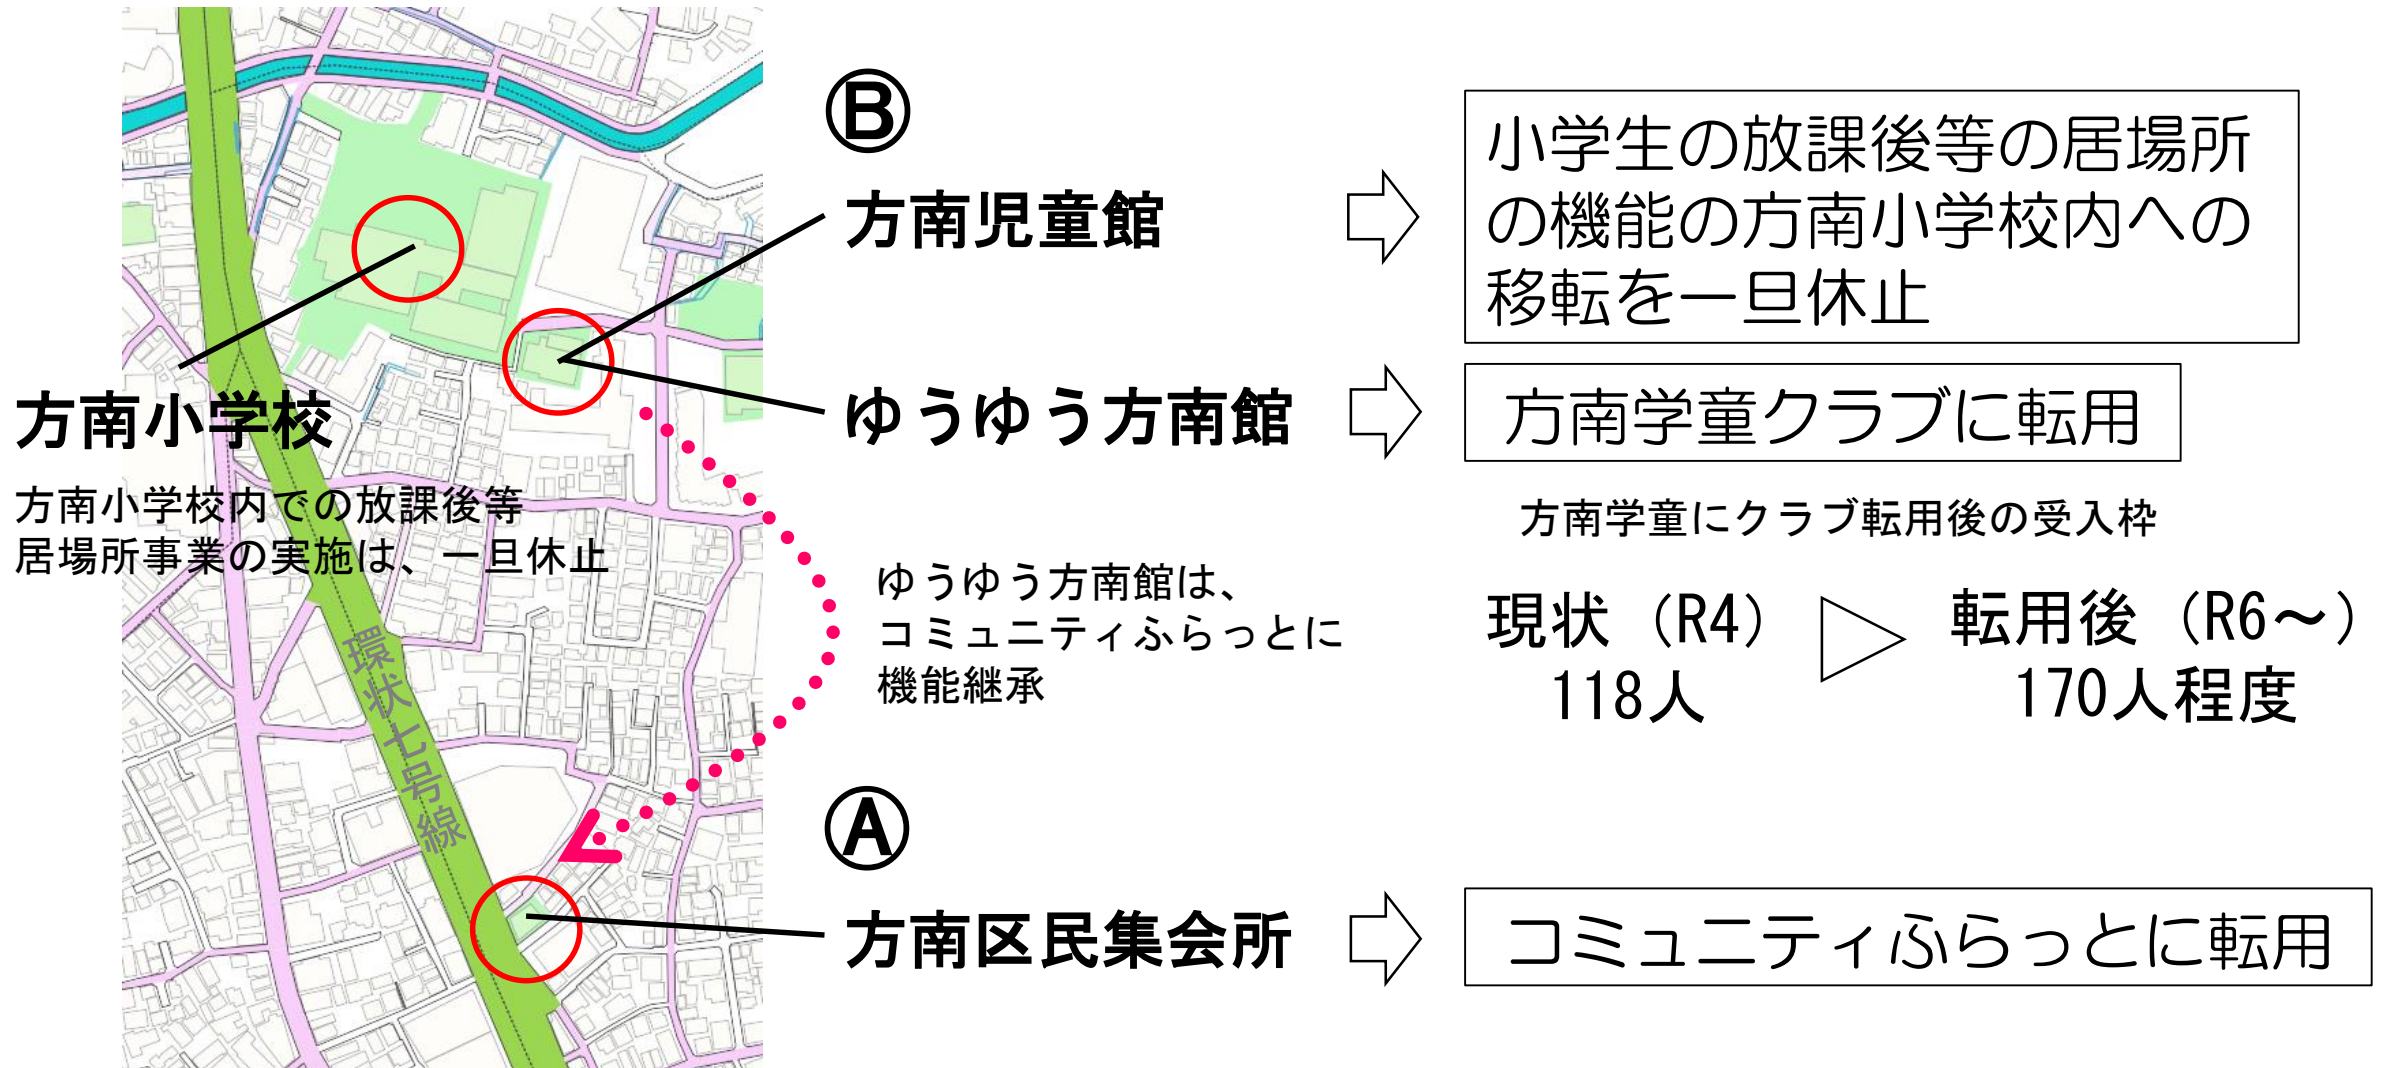 Ⓑ
方南児童館
小学生の放課後等の居場所
の機能の方南小学校内への
移転を一旦休止
方南小学校
方南小学校内での放課後等
居場所事業の実施は、一旦休止
ゆうゆう方南館
方南学童クラブに転用
方南学童にクラブ転用後の受入枠
現状（R4）
118人
転用後（R6～）
170人程度
ゆうゆう方南館は、
コミュニティふらっとに
機能継承
環状七号線
Ⓐ
方南区民集会所
コミュニティふらっとに転用